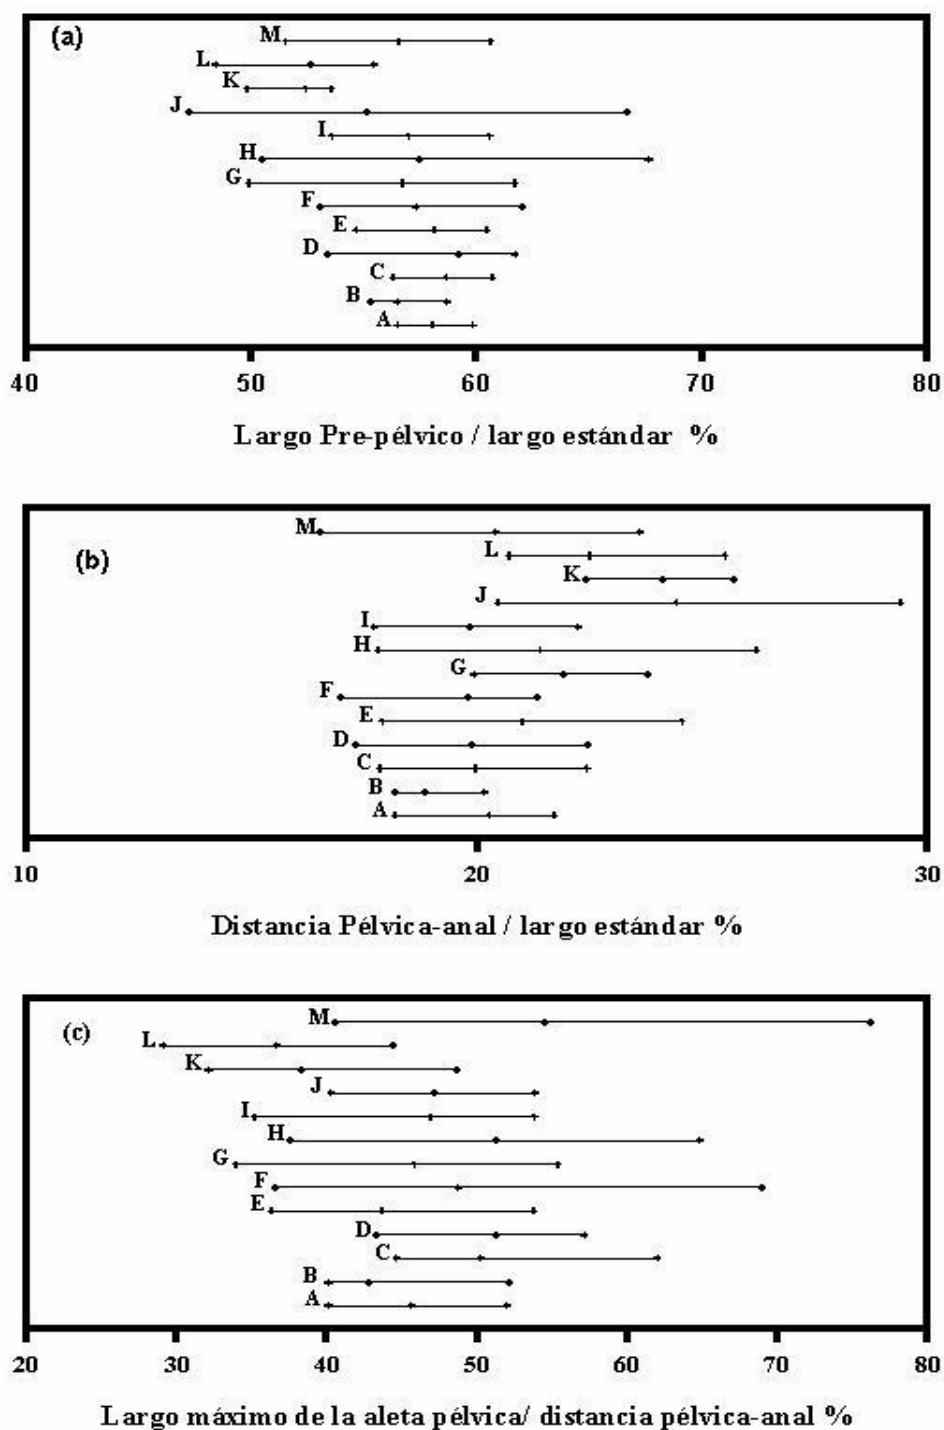 (a)
M
L
K
J
I
H
G
F
E
D
C
B
A
40 50 60 70 80
Largo Pre-pélvico / largo estándar %
(b)
M
L
K
J
I
H
G
F
E
D
C
B
A
10 20 30
Distancia Pélvica-anal / largo estándar %
(c)
M
L
K
J
I
H
G
F
E
D
C
B
A
20 30 40 50 60 70 80
Largo máximo de la aleta pélvica/ distancia pélvica-anal %